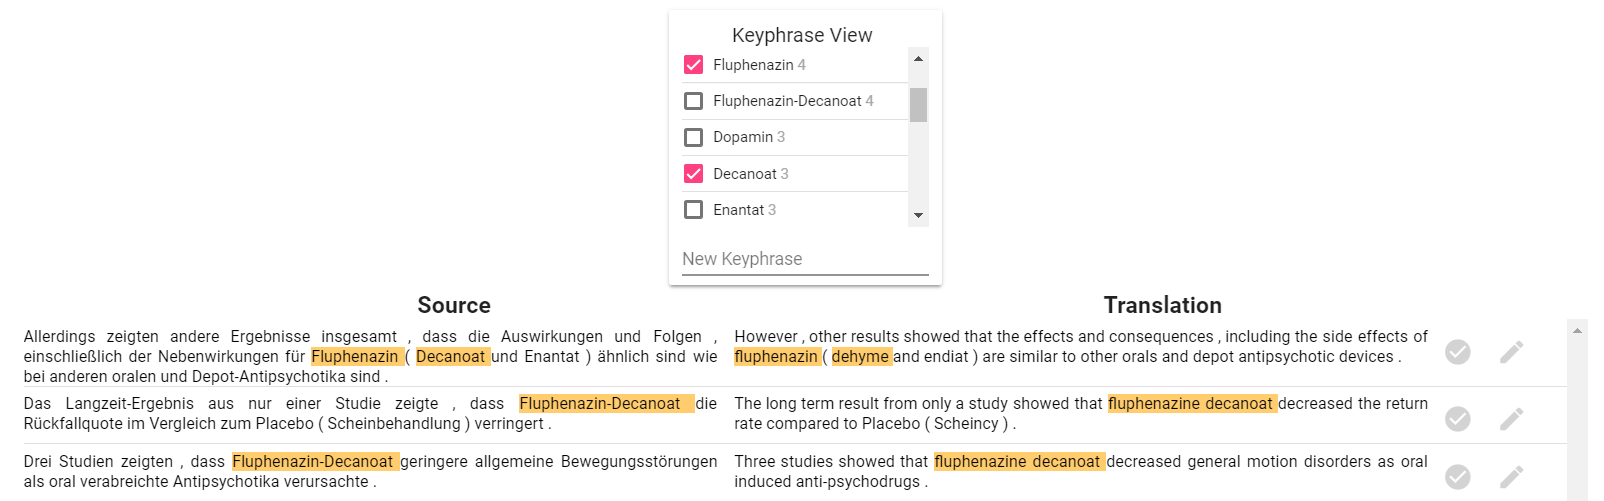 Keyphrase View
Fluphenazin 4
Fluphenazin-Decanoat 4
Dopamin 3
Decanoat 3
Enantat 3
New Keyphrase
Source
Allerdings zeigten andere Ergebnisse insgesamt , dass die Auswirkungen und Folgen ,
einschließlich der Nebenwirkungen für Fluphenazin ( Decanoat und Enantat ) ähnlich sind wie
bei anderen oralen und Depot-Antipsychotika sind .
Das Langzeit-Ergebnis aus nur einer Studie zeigte , dass Fluphenazin-Decanoat die
Rückfallquote im Vergleich zum Placebo ( Scheinbehandlung ) verringert .
Drei Studien zeigten , dass Fluphenazin-Decanoat geringere allgemeine Bewegungsstörungen
als oral verabreichte Antipsychotika verursachte .
Translation
However , other results showed that the effects and consequences , including the side effects of
fluphenazin ( dehyme and endiat ) are similar to other orals and depot antipsychotic devices .
The long term result from only a study showed that fluphenazine decanoat decreased the return
rate compared to Placebo ( Scheincy ) .
Three studies showed that fluphenazine decanoat decreased general motion disorders as oral
induced anti-psychodrugs .